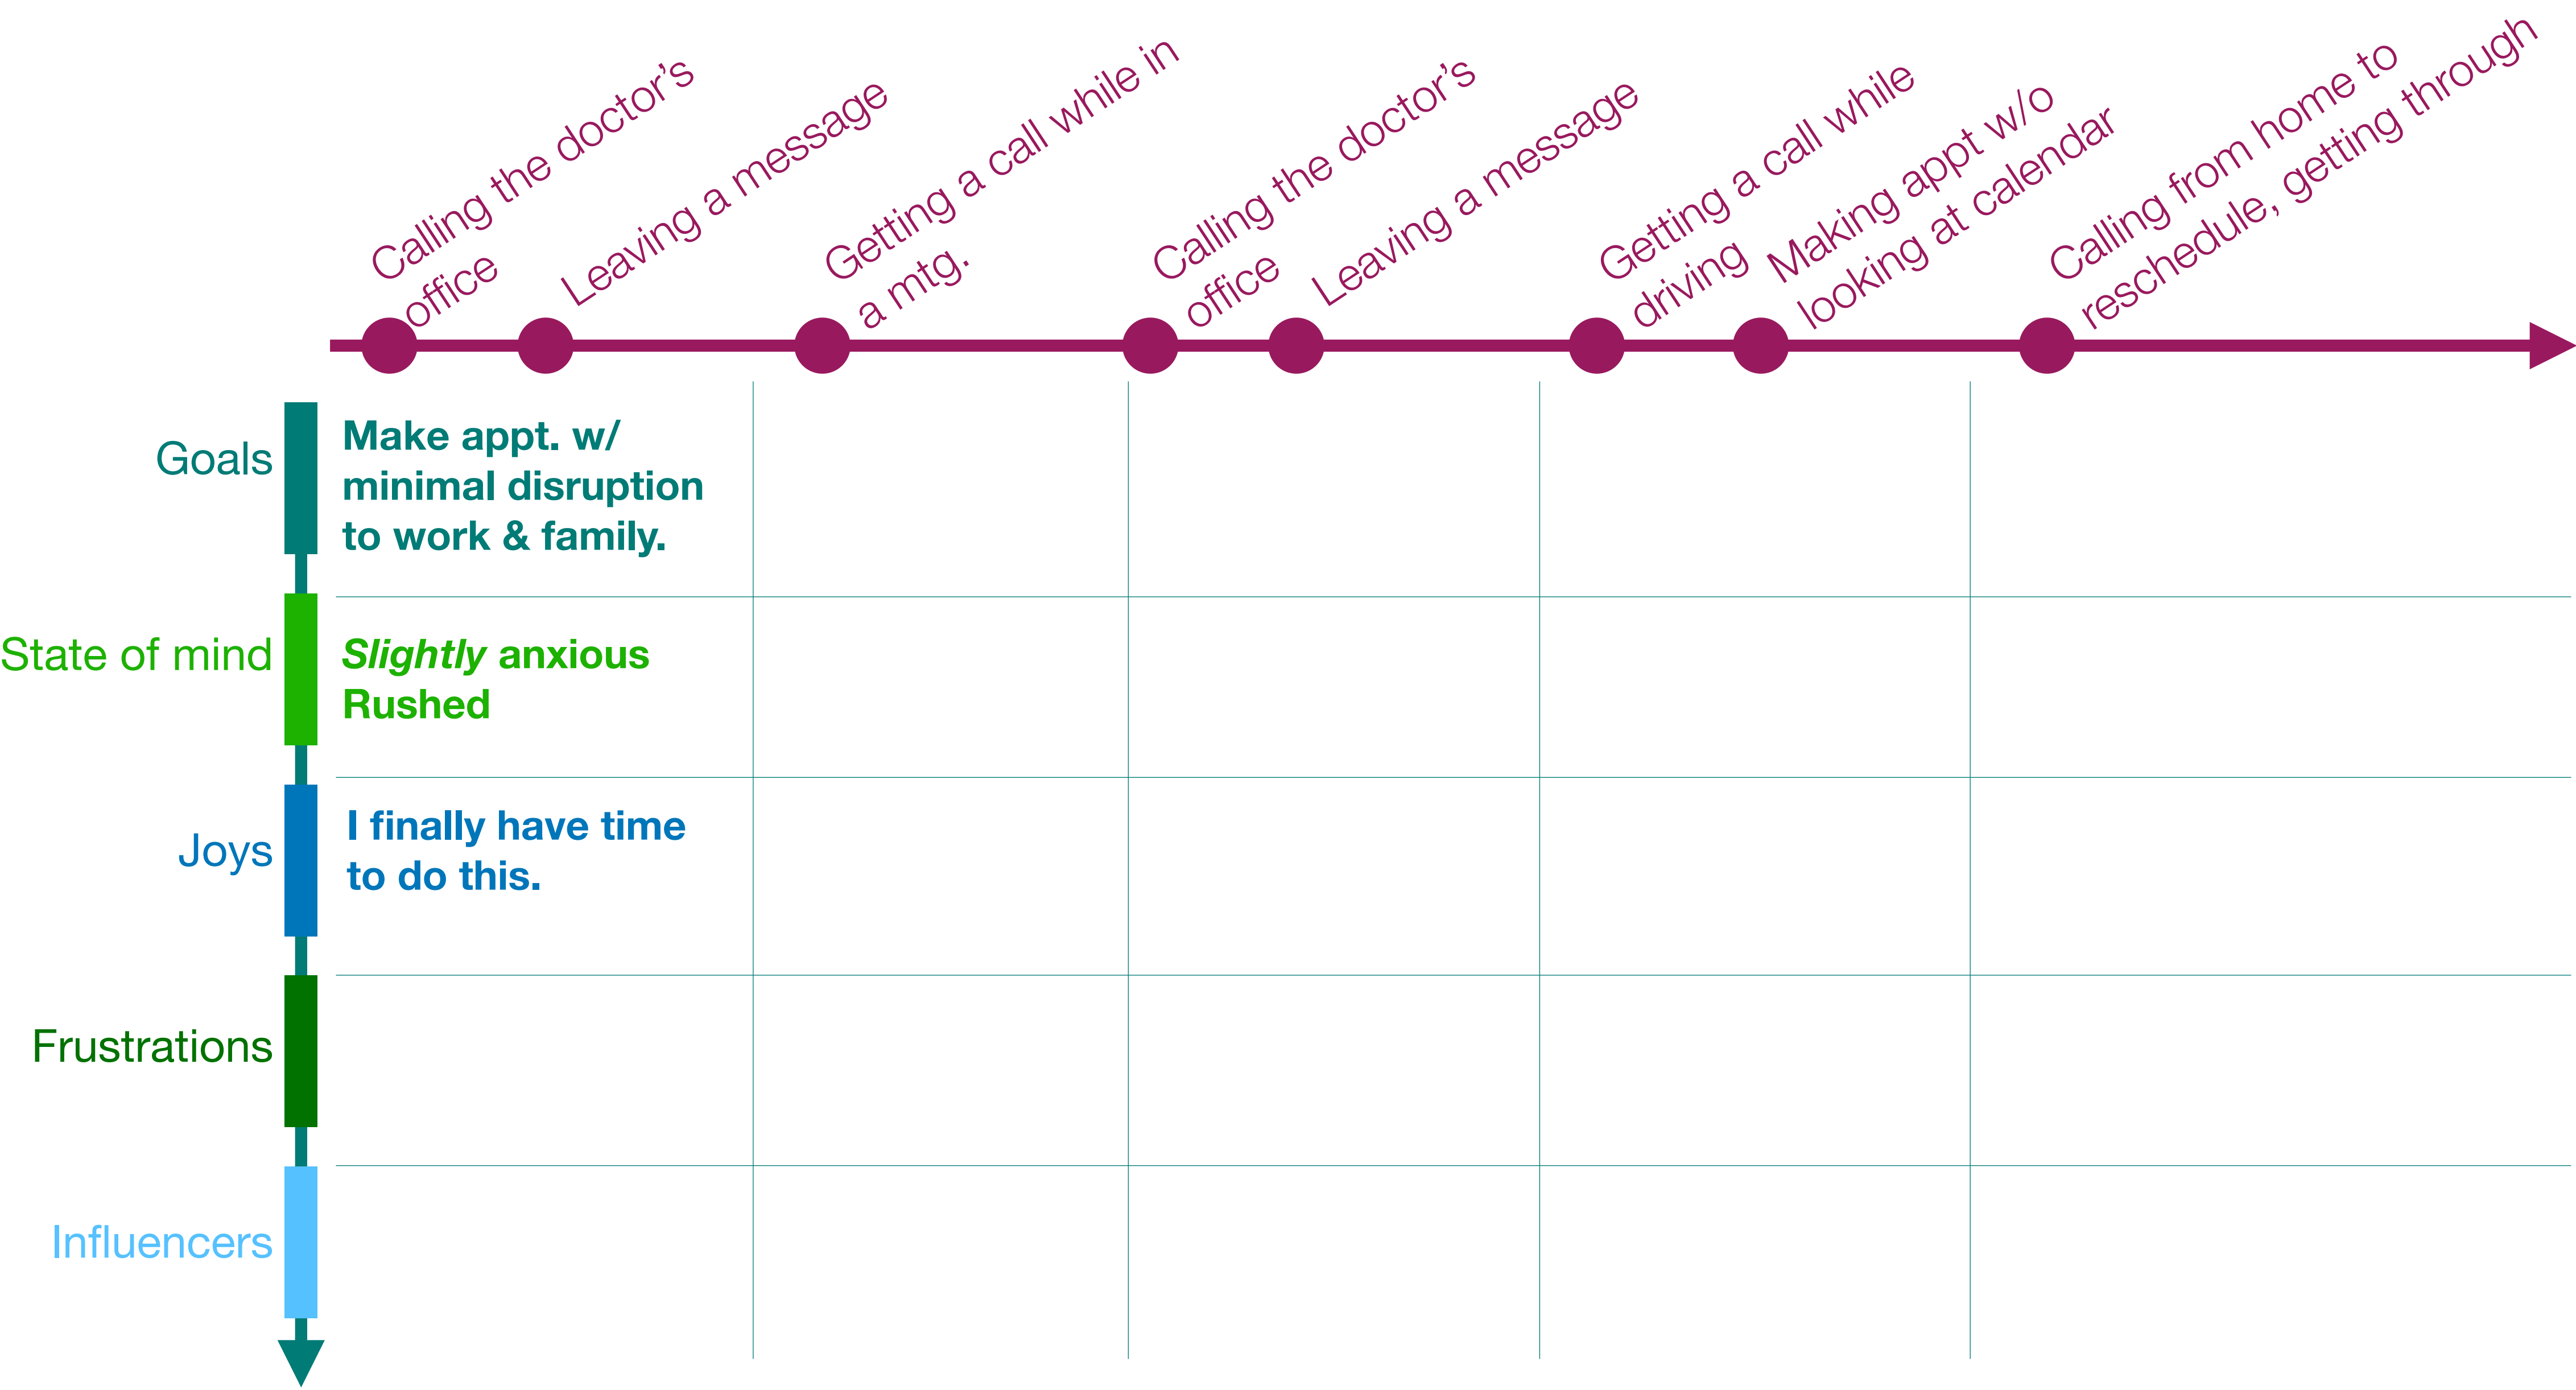 Calling the doctor’s
office
Leaving a message
Getting a call while in
a mtg.
Calling the doctor’s
office
Leaving a message
Getting a call while
driving
Making appt w/o
looking at calendar
Calling from home to
reschedule, getting through
Goals
Make appt. w/
minimal disruption
to work & family.
State of mind
Slightly anxious
Rushed
Joys
I finally have time
to do this.
Frustrations
Influencers